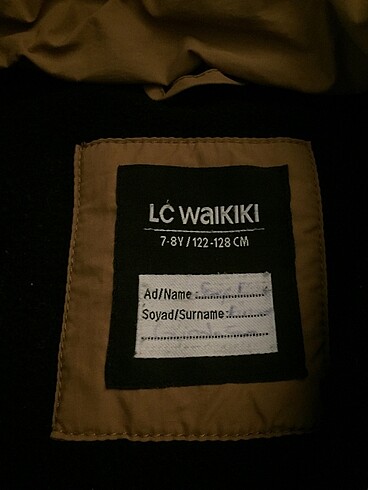 LC WAIKIKI
7-8Y / 122-128 CM
Ad/Name :
Soyad/Surname :